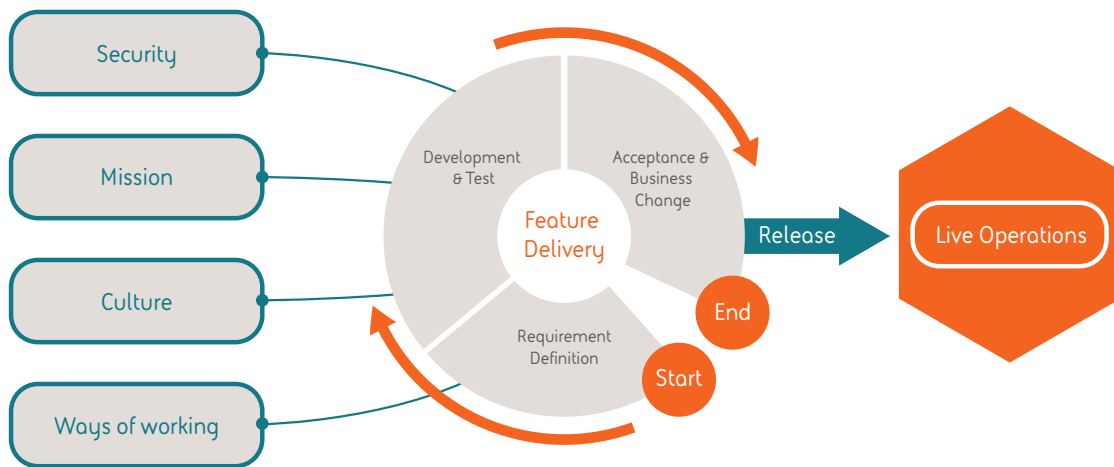 Security
Mission
Culture
Ways of working
Development
& Test
Acceptance &
Business
Change
Feature
Delivery
Requirement
Definition
Start
End
Release
Live Operations